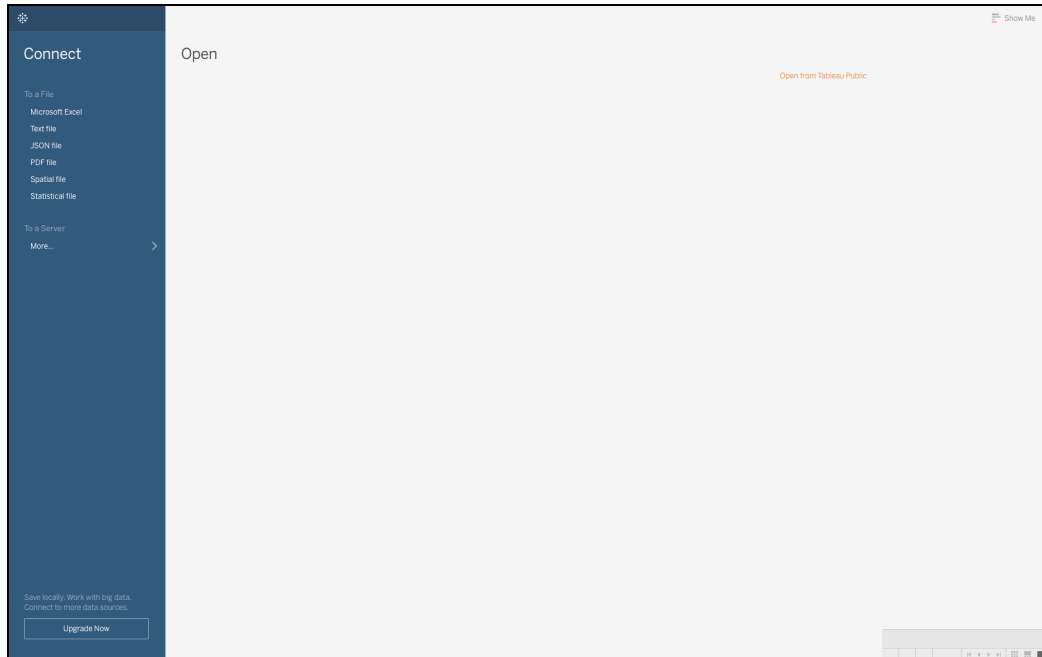 Show Me
Connect
Open
Open from Tableau Public
To a File
Microsoft Excel
Text file
JSON file
PDF file
Spatial file
Statistical file
To a Server
More...
Save locally. Work with big data.
Connect to more data sources.
Upgrade Now